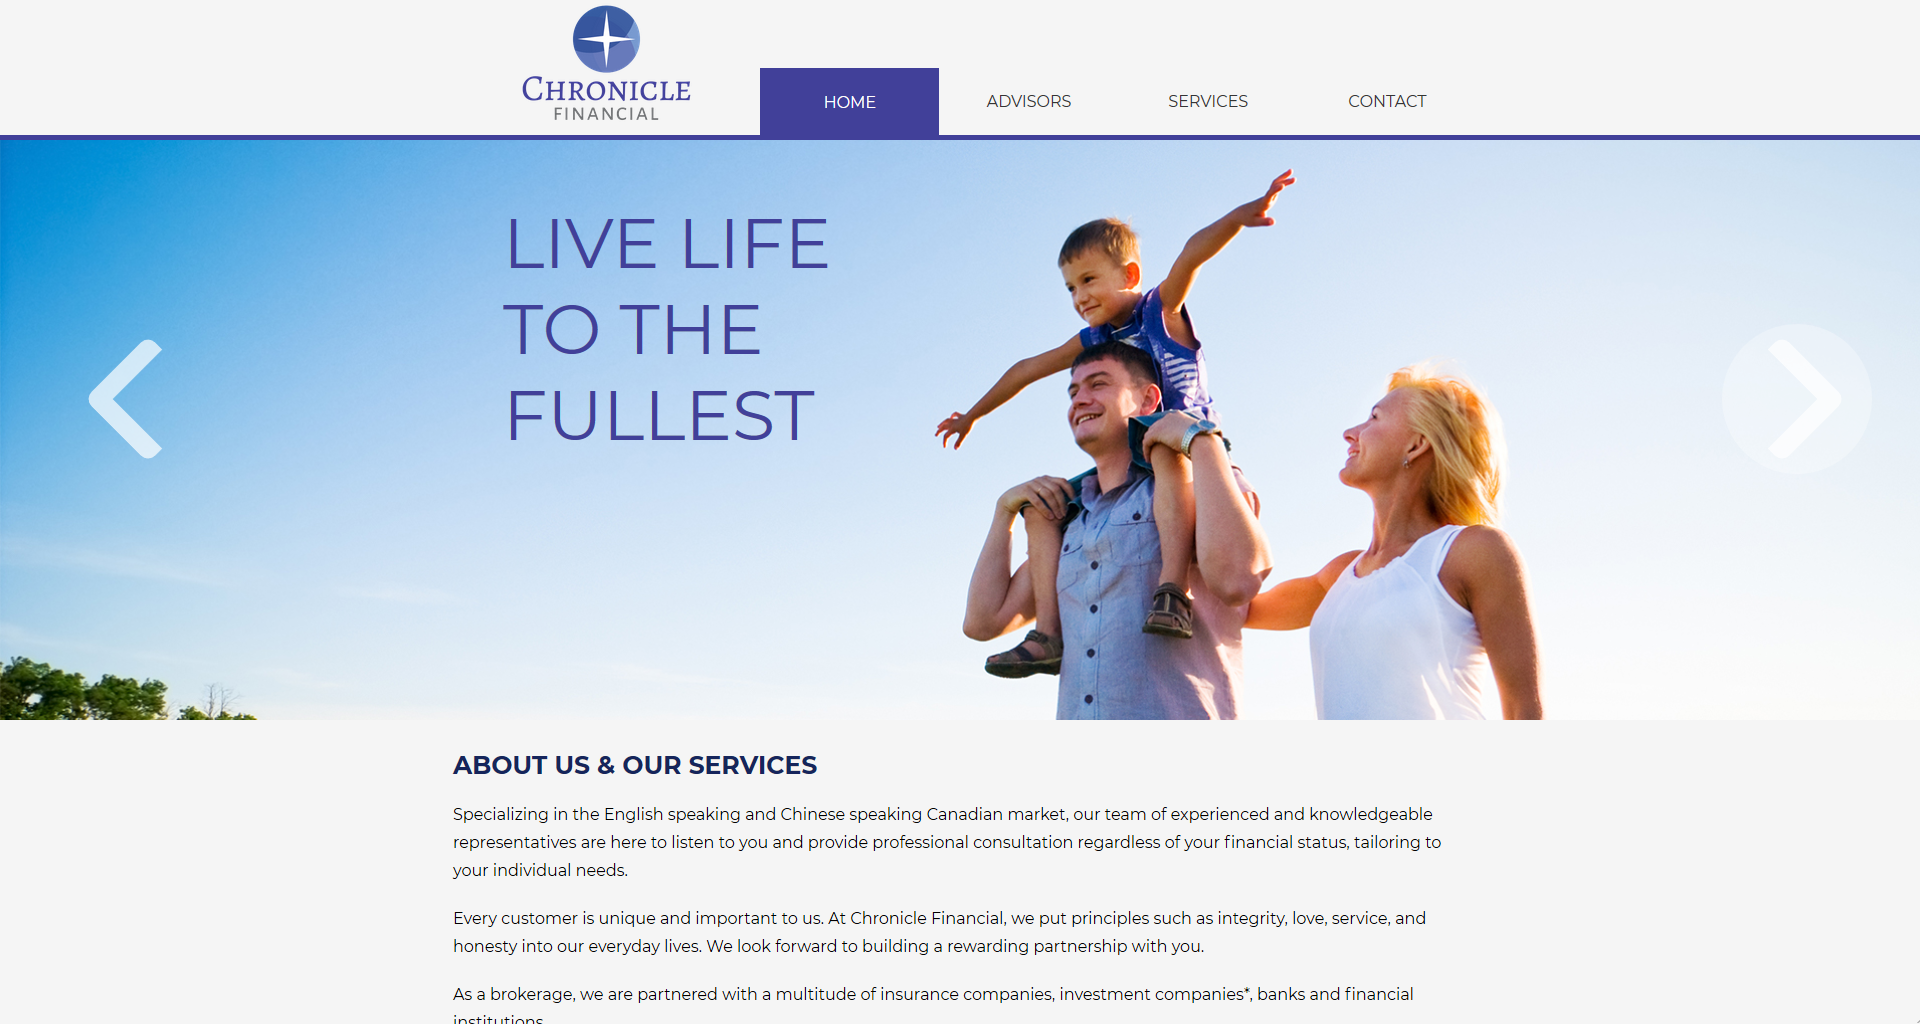 CHRONICLE
FINANCIAL
HOME
ADVISORS
SERVICES
CONTACT
LIVE LIFE
TO THE
FULLEST
ABOUT US & OUR SERVICES
Specializing in the English speaking and Chinese speaking Canadian market, our team of experienced and knowledgeable
representatives are here to listen to you and provide professional consultation regardless of your financial status, tailoring to
your individual needs.
Every customer is unique and important to us. At Chronicle Financial, we put principles such as integrity, love, service, and
honesty into our everyday lives. We look forward to building a rewarding partnership with you.
As a brokerage, we are partnered with a multitude of insurance companies, investment companies*, banks and financial
institutions